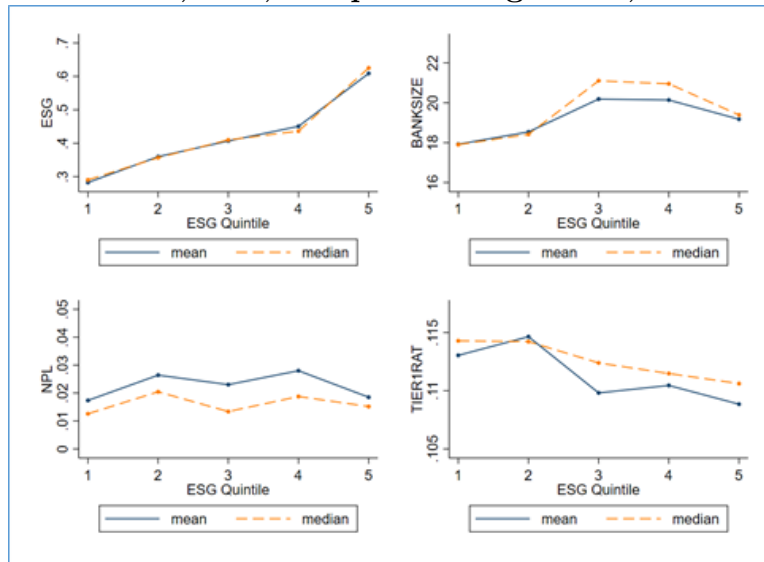 .7
.6
.5
.4
.3
ESG
1 2 3 4 5
ESG Quintile
mean median
22
20
18
16
BANKSIZE
1 2 3 4 5
ESG Quintile
mean median
.05
.04
.03
.02
.01
0
NPL
1 2 3 4 5
ESG Quintile
mean median
.115
.11
.105
TIER1RAT
1 2 3 4 5
ESG Quintile
mean median